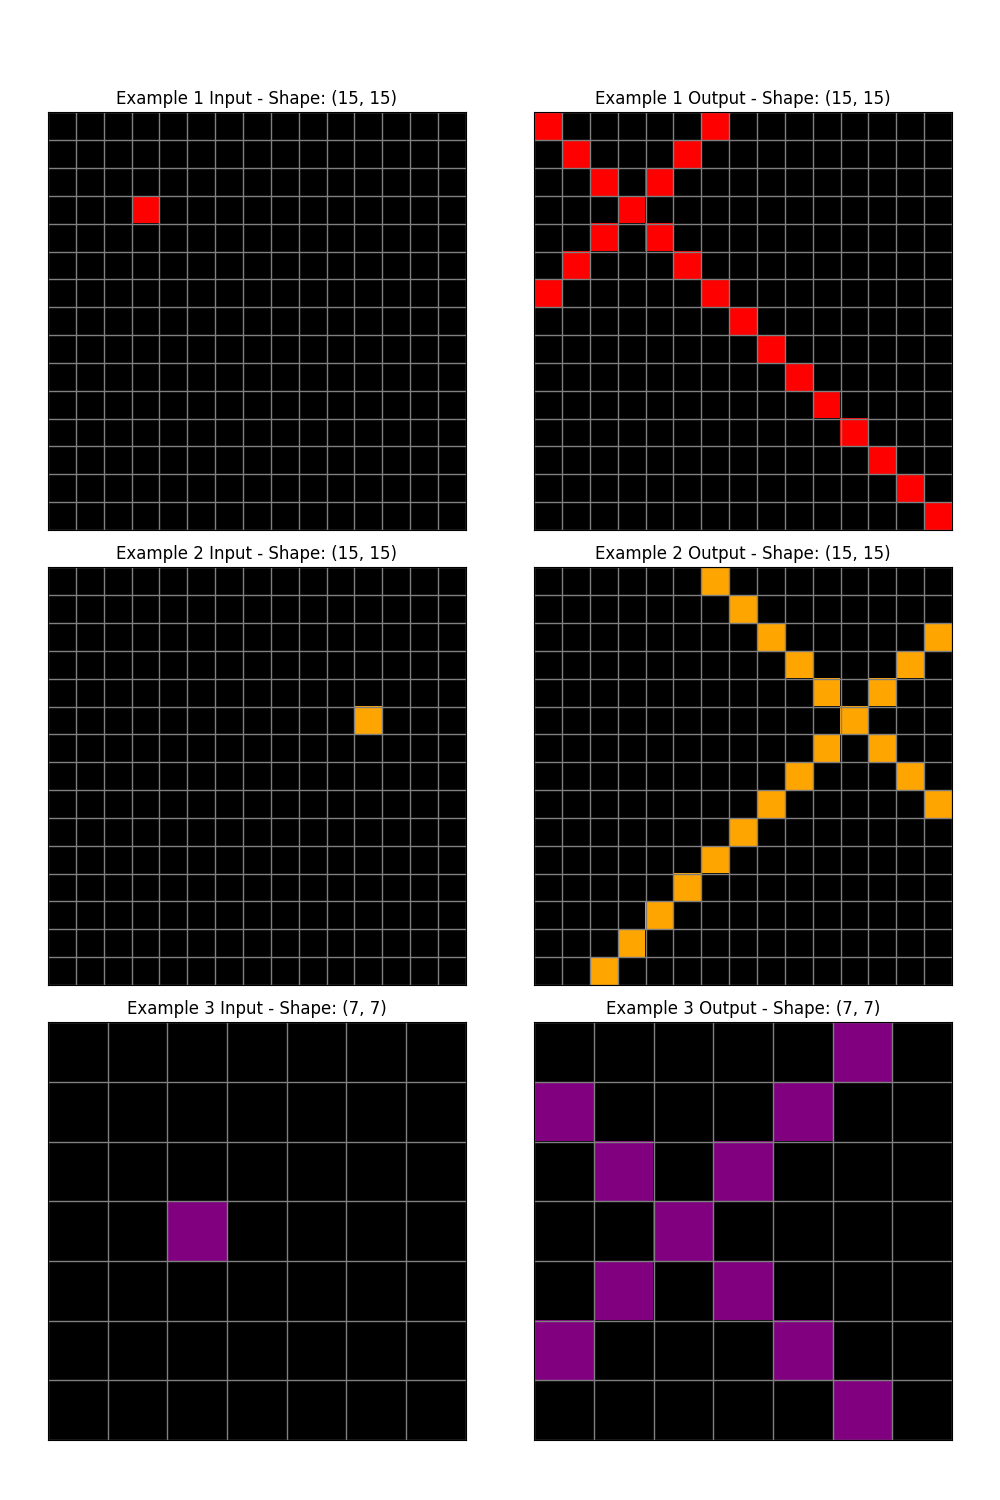 Example 1 Input - Shape: (15, 15)
Example 1 Output - Shape: (15, 15)
Example 2 Input - Shape: (15, 15)
Example 2 Output - Shape: (15, 15)
Example 3 Input - Shape: (7, 7)
Example 3 Output - Shape: (7, 7)